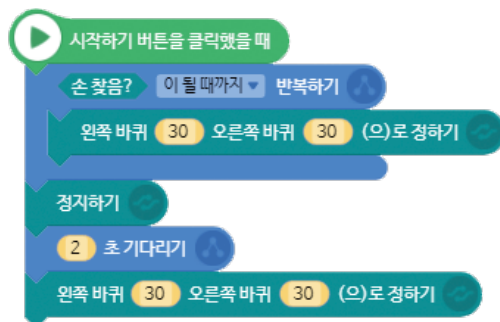 시작하기 버튼을 클릭했을 때
손 찾음? 이 될 때까지 반복하기
왼쪽 바퀴 30 오른쪽 바퀴 30 (으)로 정하기
정지하기
2 초 기다리기
왼쪽 바퀴 30 오른쪽 바퀴 30 (으)로 정하기